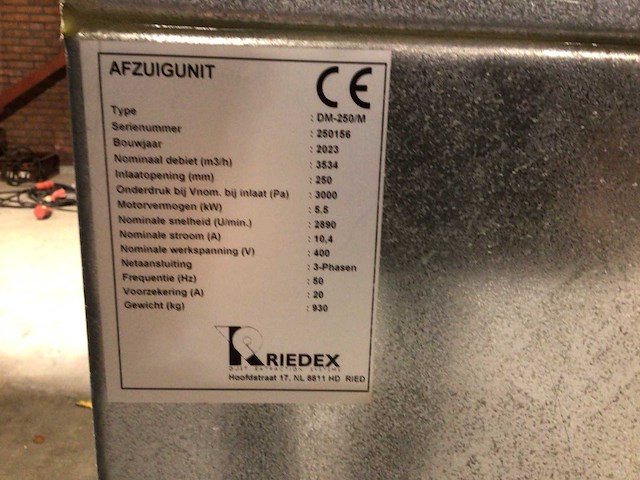 AFZUIGUNIT
CE
Type : DM-250/M
Serienummer : 250156
Bouwjaar : 2023
Nominaal debiet (m3/h) : 3534
Inlaatopening (mm) : 250
Onderdruk bij Vnom. bij inlaat (Pa) : 3000
Motorvermogen (kW) : 5,5
Nominale snelheid (U/min.) : 2890
Nominale stroom (A) : 10,4
Nominale werkspanning (V) : 400
Netaansluiting : 3-Phasen
Frequentie (Hz) : 50
Voorzekering (A) : 20
Gewicht (kg) : 930
RIEDEX
DUST EXTRACTION SYSTEMS
Hoofdstraat 17, NL 8811 HD RIED